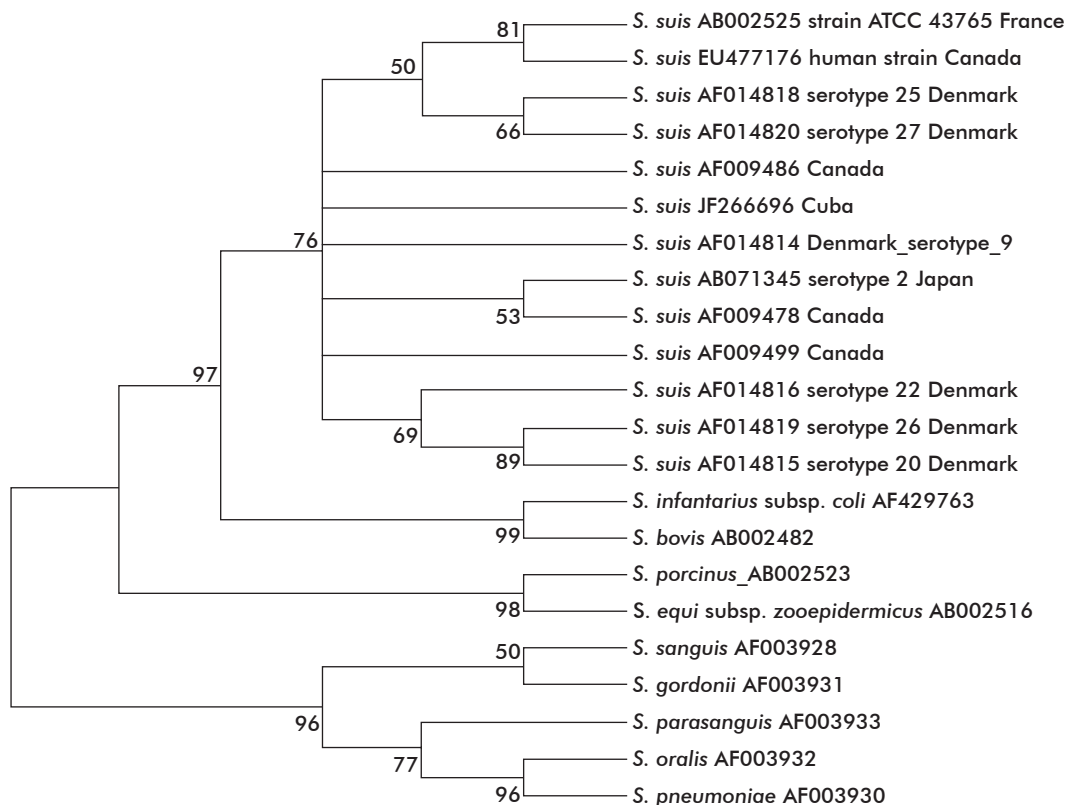 81
S. suis AB002525 strain ATCC 43765 France
S. suis EU477176 human strain Canada
50
S. suis AF014818 serotype 25 Denmark
66
S. suis AF014820 serotype 27 Denmark
S. suis AF009486 Canada
S. suis JF266696 Cuba
76
S. suis AF014814 Denmark_serotype_9
S. suis AB071345 serotype 2 Japan
53
S. suis AF009478 Canada
S. suis AF009499 Canada
97
S. suis AF014816 serotype 22 Denmark
69
S. suis AF014819 serotype 26 Denmark
89
S. suis AF014815 serotype 20 Denmark
S. infantarius subsp. coli AF429763
99
S. bovis AB002482
S. porcinus_AB002523
98
S. equi subsp. zooepidermicus AB002516
50
S. sanguis AF003928
S. gordonii AF003931
96
S. parasanguis AF003933
77
S. oralis AF003932
96
S. pneumoniae AF003930